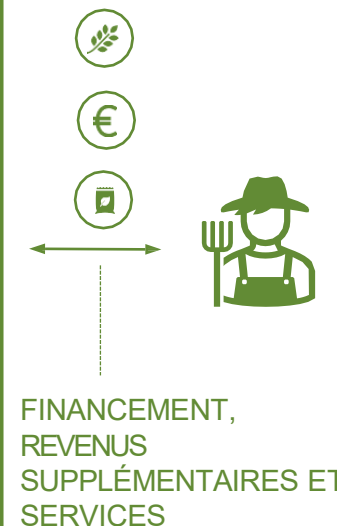 €
FINANCEMENT,
REVENUS
SUPPLÉMENTAIRES ET
SERVICES